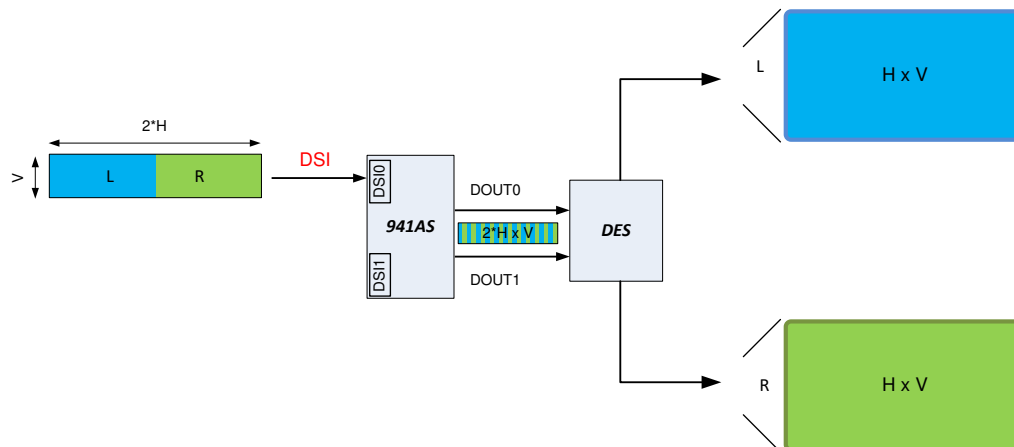 2*H
V
L
R
DSI
DSI0
941AS
DSI1
DOUT0
2*H x V
DOUT1
DES
L
H x V
R
H x V